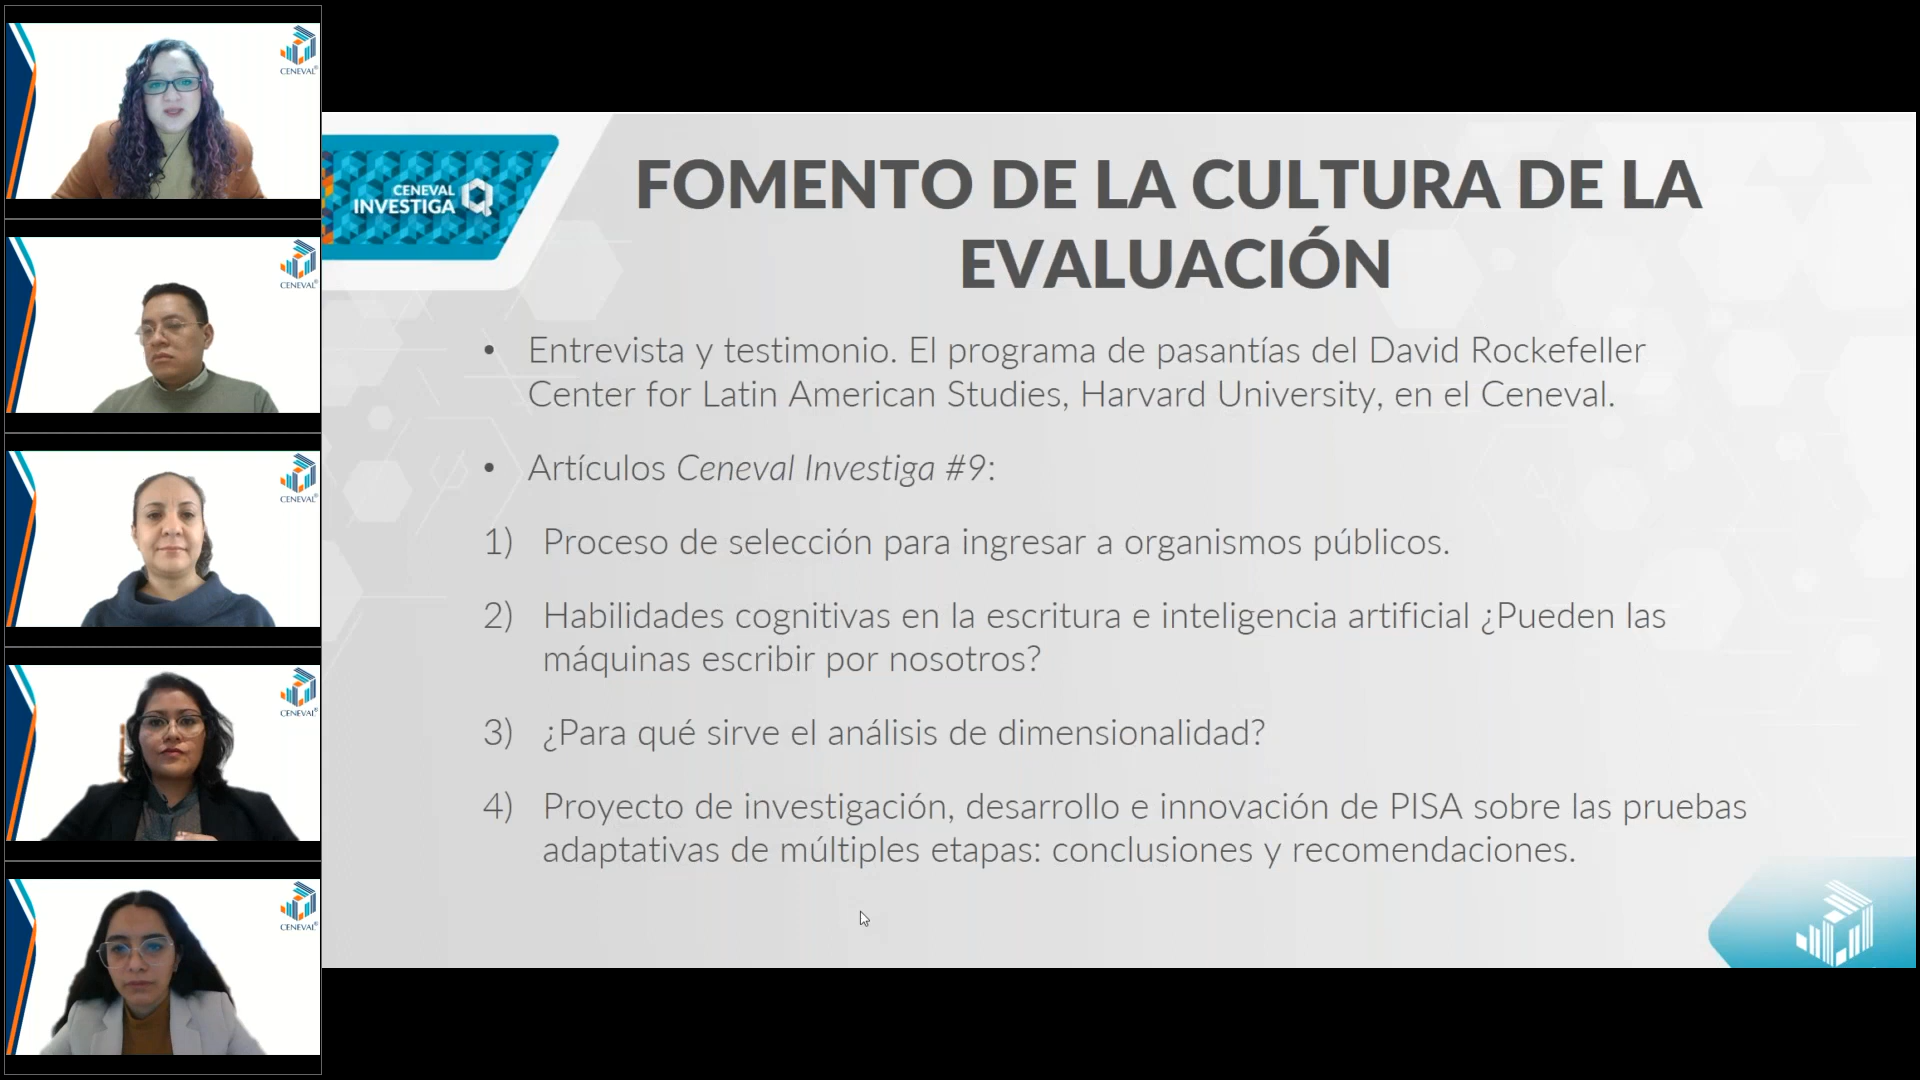 CENEVAL®
CENEVAL®
CENEVAL®
CENEVAL®
CENEVAL®
CENEVAL
INVESTIGA
FOMENTO DE LA CULTURA DE LA
EVALUACIÓN
• Entrevista y testimonio. El programa de pasantías del David Rockefeller
Center for Latin American Studies, Harvard University, en el Ceneval.
• Artículos Ceneval Investiga #9:
1) Proceso de selección para ingresar a organismos públicos.
2) Habilidades cognitivas en la escritura e inteligencia artificial ¿Pueden las
máquinas escribir por nosotros?
3) ¿Para qué sirve el análisis de dimensionalidad?
4) Proyecto de investigación, desarrollo e innovación de PISA sobre las pruebas
adaptativas de múltiples etapas: conclusiones y recomendaciones.